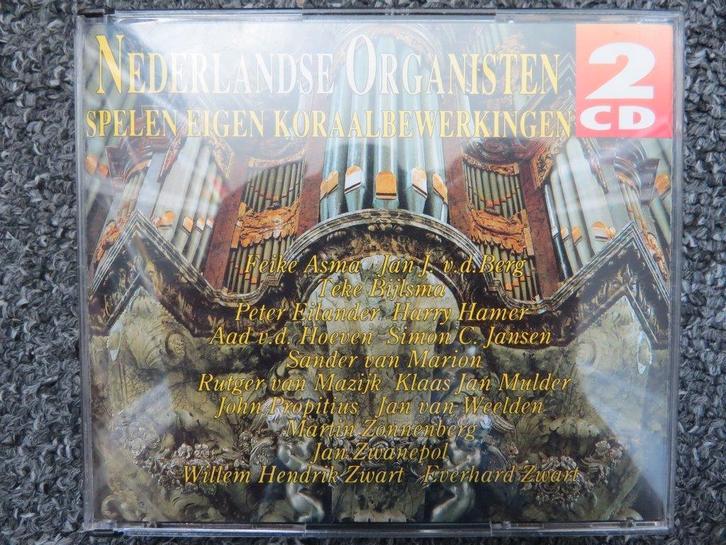 NEDERLANDSE ORGANISTEN
SPELEN EIGEN KORAALBEWERKINGEN
2
CD
Feike Asma Jan J. v.d.Berg
Teke Bijlsma
Peter Eilander Harry Hamer
Aad v.d. Hoeven Simon C. Jansen
Sander van Marion
Rutger van Mazijk Klaas Jan Mulder
John Propitius Jan van Weelden
Martin Zonnenberg
Jan Zwanepol
Willem Hendrik Zwart Everhard Zwart